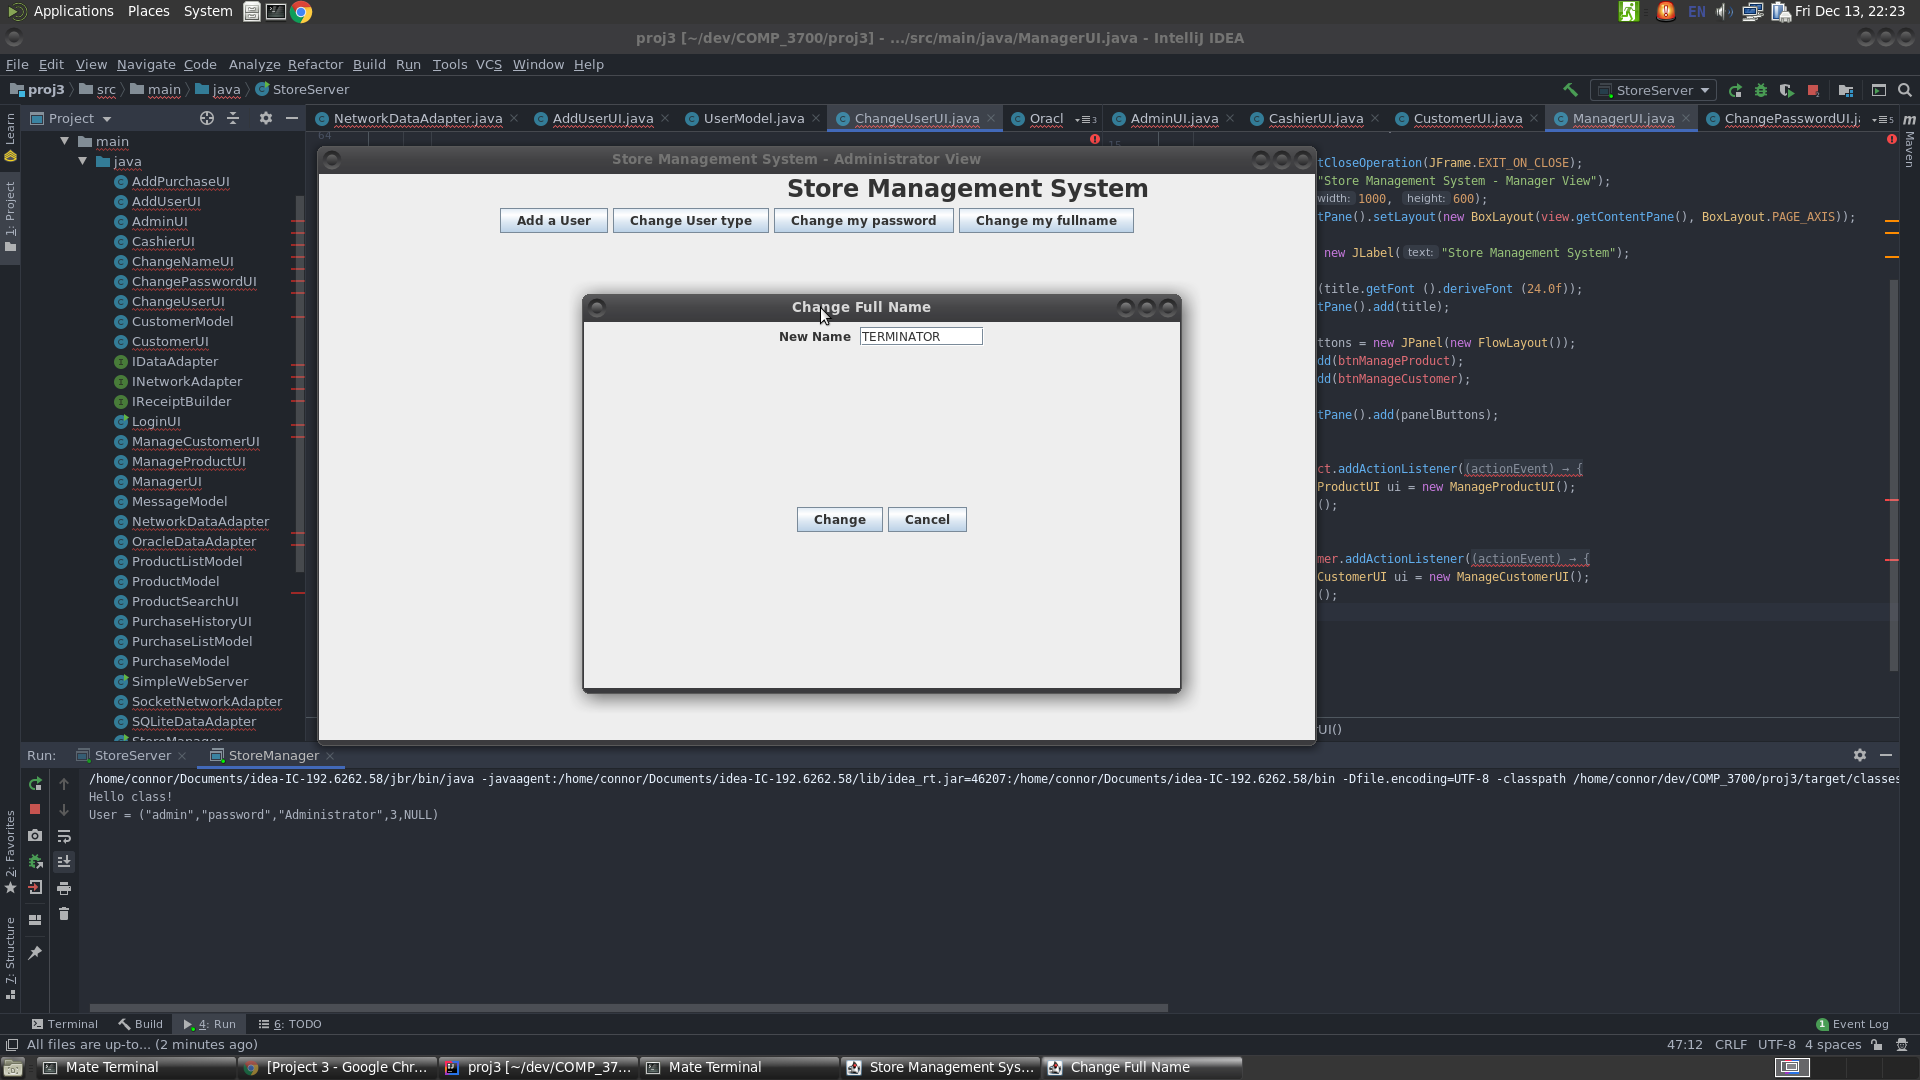 Applications Places System EN Fri Dec 13, 22:23
proj3 [~/dev/COMP_3700/proj3] - .../src/main/java/ManagerUI.java - IntelliJ IDEA
File Edit View Navigate Code Analyze Refactor Build Run Tools VCS Window Help
proj3 src main java StoreServer StoreServer
Learn
1: Project
2: Favorites
7: Structure
Maven
Project
NetworkDataAdapter.java AddUserUI.java UserModel.java ChangeUserUI.java Oracl AdminUI.java CashierUI.java CustomerUI.java ManagerUI.java ChangePasswordUI.j
main
java
AddPurchaseUI
AddUserUI
AdminUI
CashierUI
ChangeNameUI
ChangePasswordUI
ChangeUserUI
CustomerModel
CustomerUI
IDataAdapter
INetworkAdapter
IReceiptBuilder
LoginUI
ManageCustomerUI
ManageProductUI
ManagerUI
MessageModel
NetworkDataAdapter
OracleDataAdapter
ProductListModel
ProductModel
ProductSearchUI
PurchaseHistoryUI
PurchaseListModel
PurchaseModel
SimpleWebServer
SocketNetworkAdapter
SQLiteDataAdapter
StoreManager
Store Management System - Administrator View
Store Management System
Add a User Change User type Change my password Change my fullname
Change Full Name
New Name TERMINATOR
Change Cancel
tCloseOperation(JFrame.EXIT_ON_CLOSE);
"Store Management System - Manager View");
width: 1000, height: 600);
tPane().setLayout(new BoxLayout(view.getContentPane(), BoxLayout.PAGE_AXIS));
new JLabel( text: "Store Management System");
(title.getFont ().deriveFont (24.0f));
tPane().add(title);
ttons = new JPanel(new FlowLayout());
dd(btnManageProduct);
dd(btnManageCustomer);
tPane().add(panelButtons);
ct.addActionListener((actionEvent) → {
ProductUI ui = new ManageProductUI();
();
mer.addActionListener((actionEvent) → {
CustomerUI ui = new ManageCustomerUI();
();
UI()
Run: StoreServer StoreManager
/home/connor/Documents/idea-IC-192.6262.58/jbr/bin/java -javaagent:/home/connor/Documents/idea-IC-192.6262.58/lib/idea_rt.jar=46207:/home/connor/Documents/idea-IC-192.6262.58/bin -Dfile.encoding=UTF-8 -classpath /home/connor/dev/COMP_3700/proj3/target/classes
Hello class!
User = ("admin","password","Administrator",3,NULL)
Terminal Build 4: Run 6: TODO 1 Event Log
All files are up-to... (2 minutes ago) 47:12 CRLF UTF-8 4 spaces
Mate Terminal [Project 3 - Google Chr... proj3 [~/dev/COMP_37... Mate Terminal Store Management Sys... Change Full Name